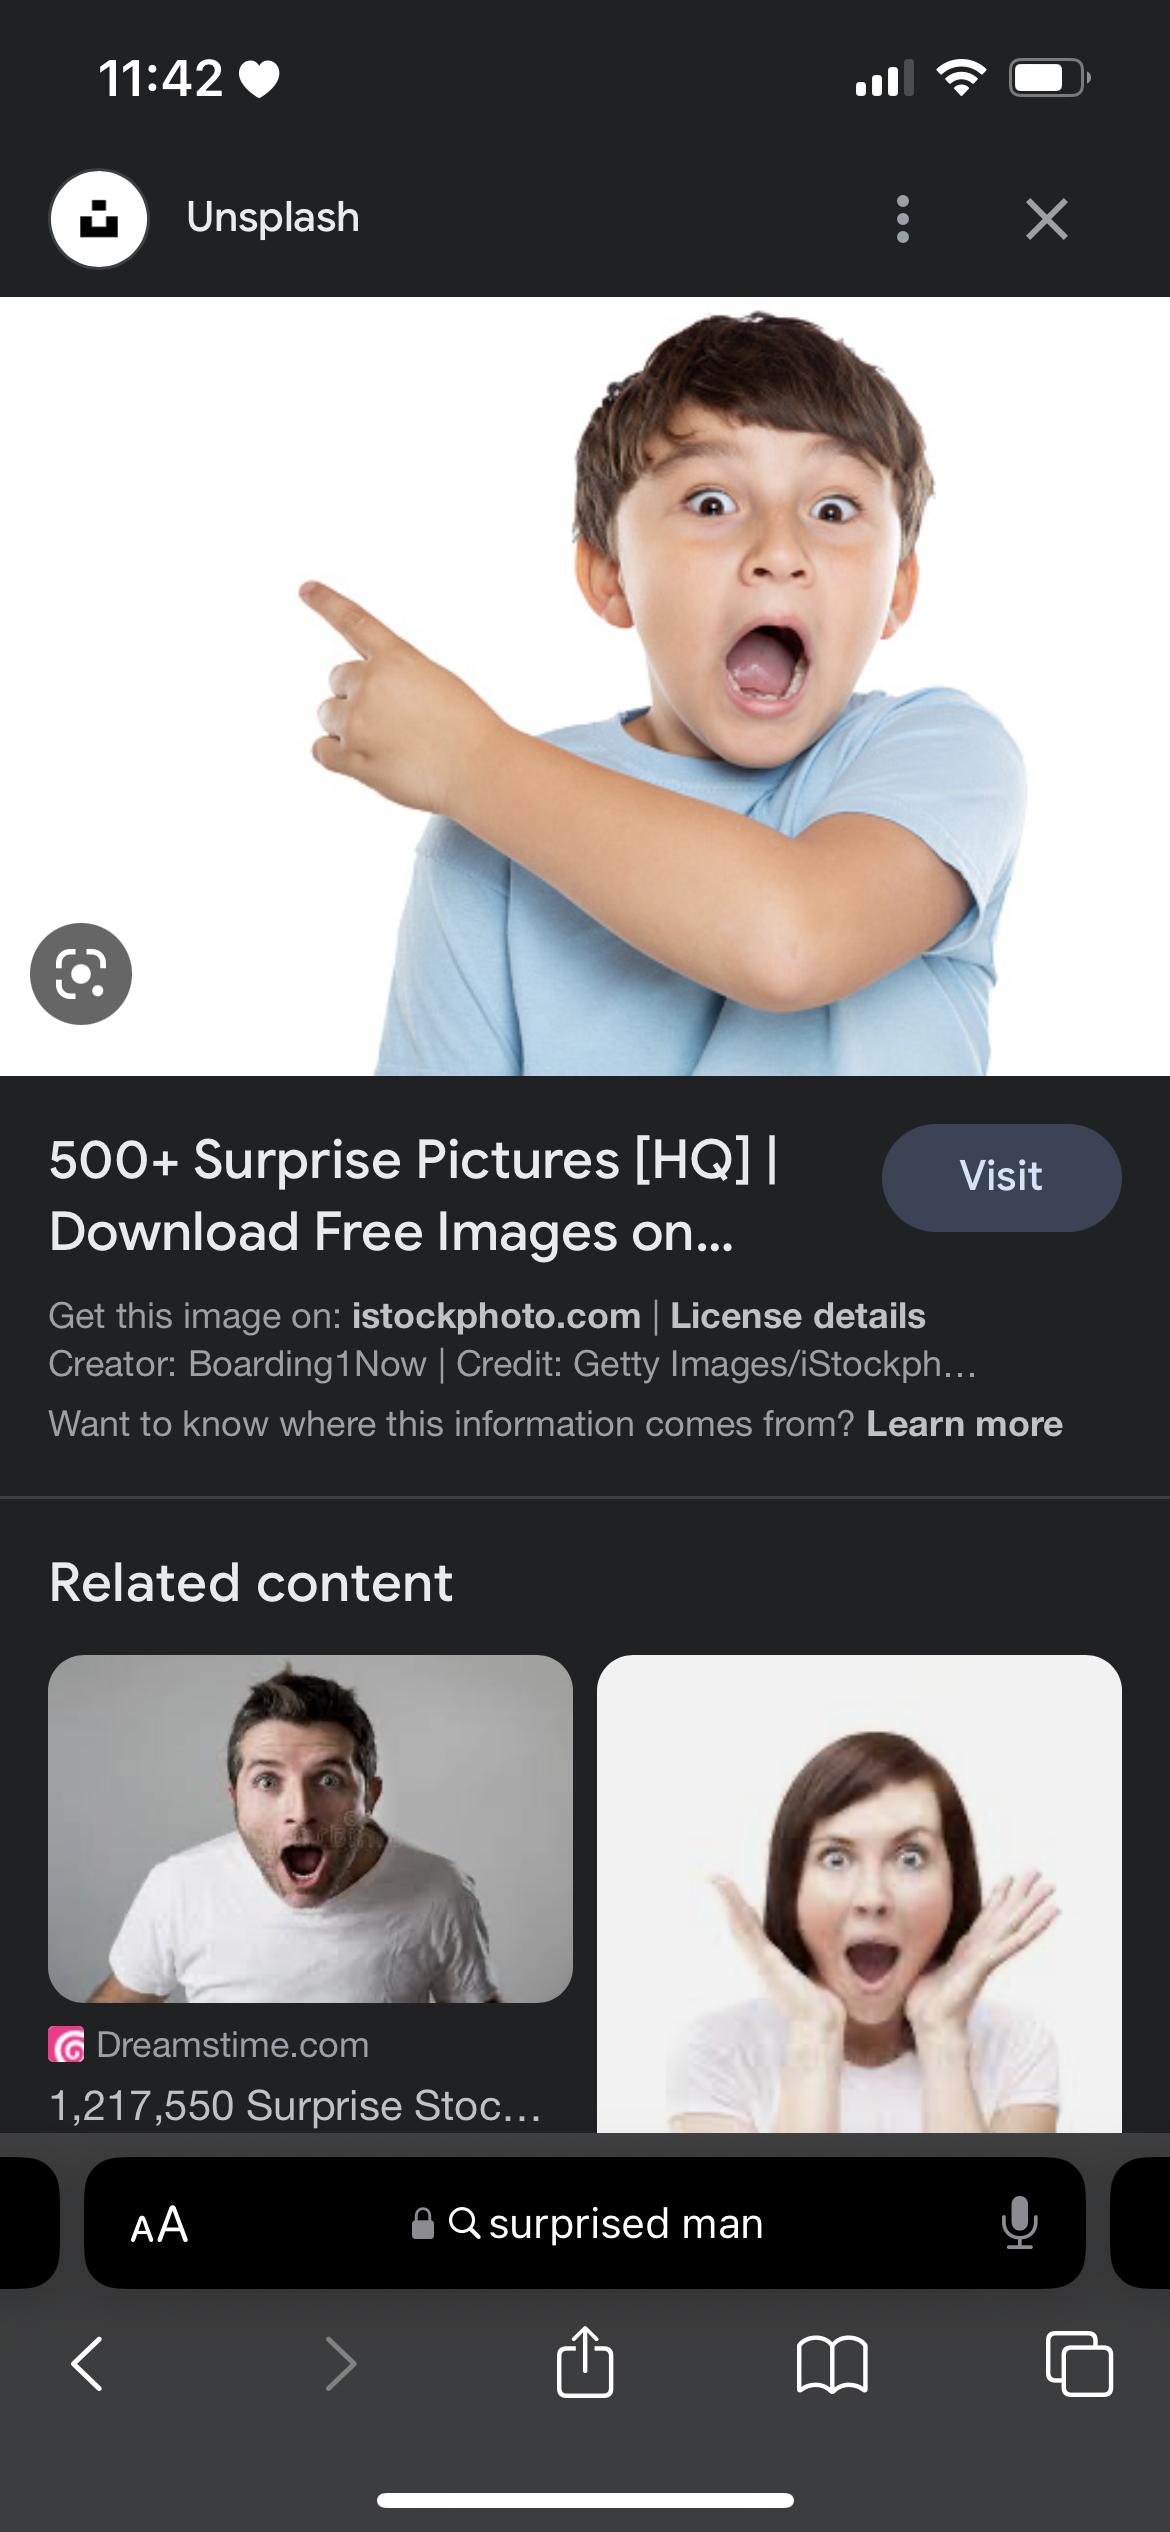 11:42
Unsplash
500+ Surprise Pictures [HQ] |
Download Free Images on...
Visit
Get this image on: istockphoto.com | License details
Creator: Boarding1Now | Credit: Getty Images/iStockph...
Want to know where this information comes from? Learn more
Related content
Dreamstime.com
1,217,550 Surprise Stoc...
AA
surprised man